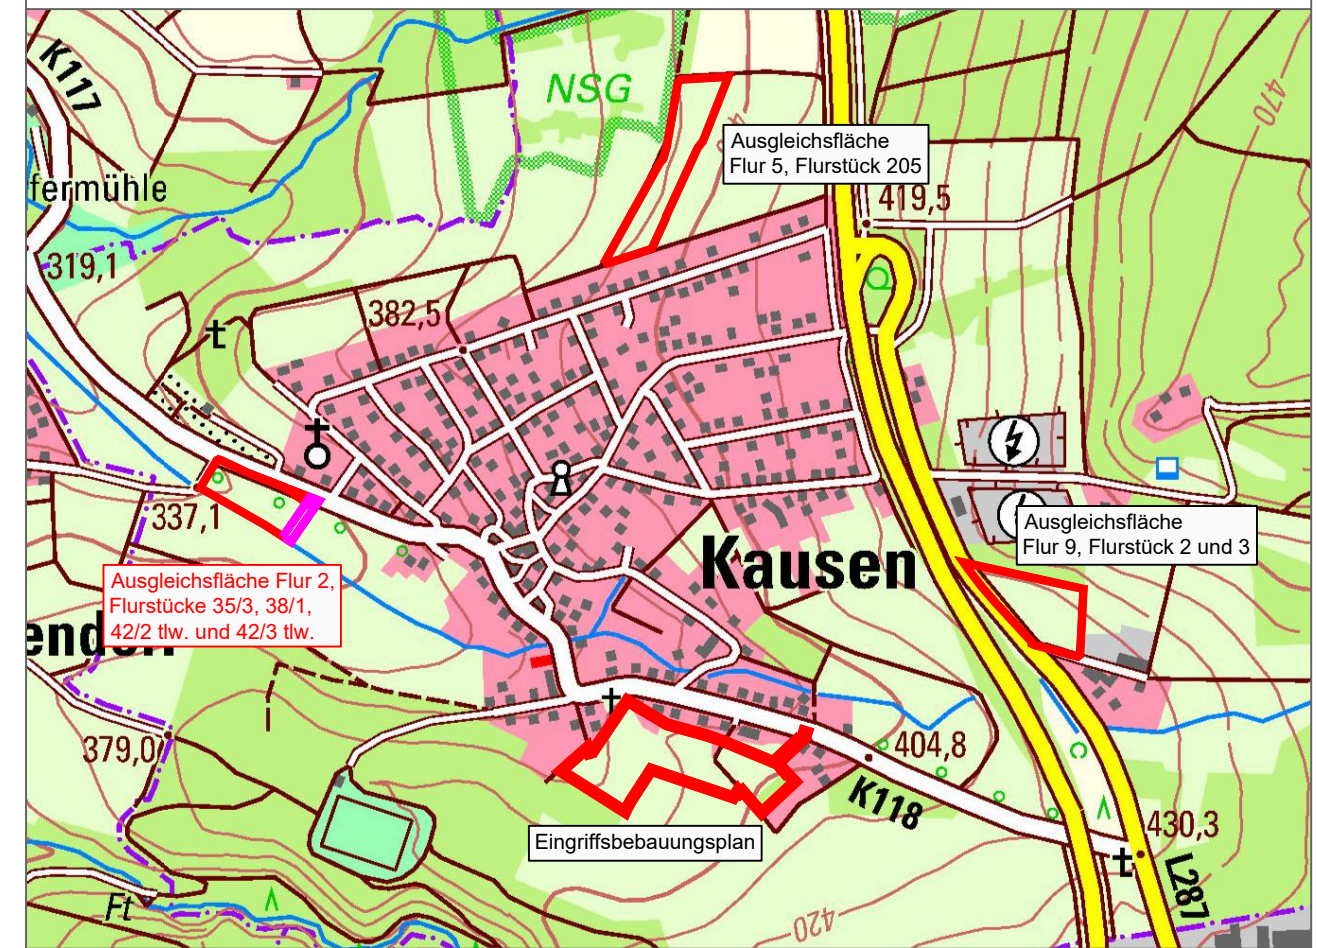 K117
NSG
470
Ausgleichsfläche
Flur 5, Flurstück 205
fermühle
419,5
319,1
382,5
337,1
Ausgleichsfläche
Flur 9, Flurstück 2 und 3
Kausen
Ausgleichsfläche Flur 2,
Flurstücke 35/3, 38/1,
42/2 tlw. und 42/3 tlw.
379,0
404,8
K118
430,3
Eingriffsbebauungsplan
L287
Ft
420